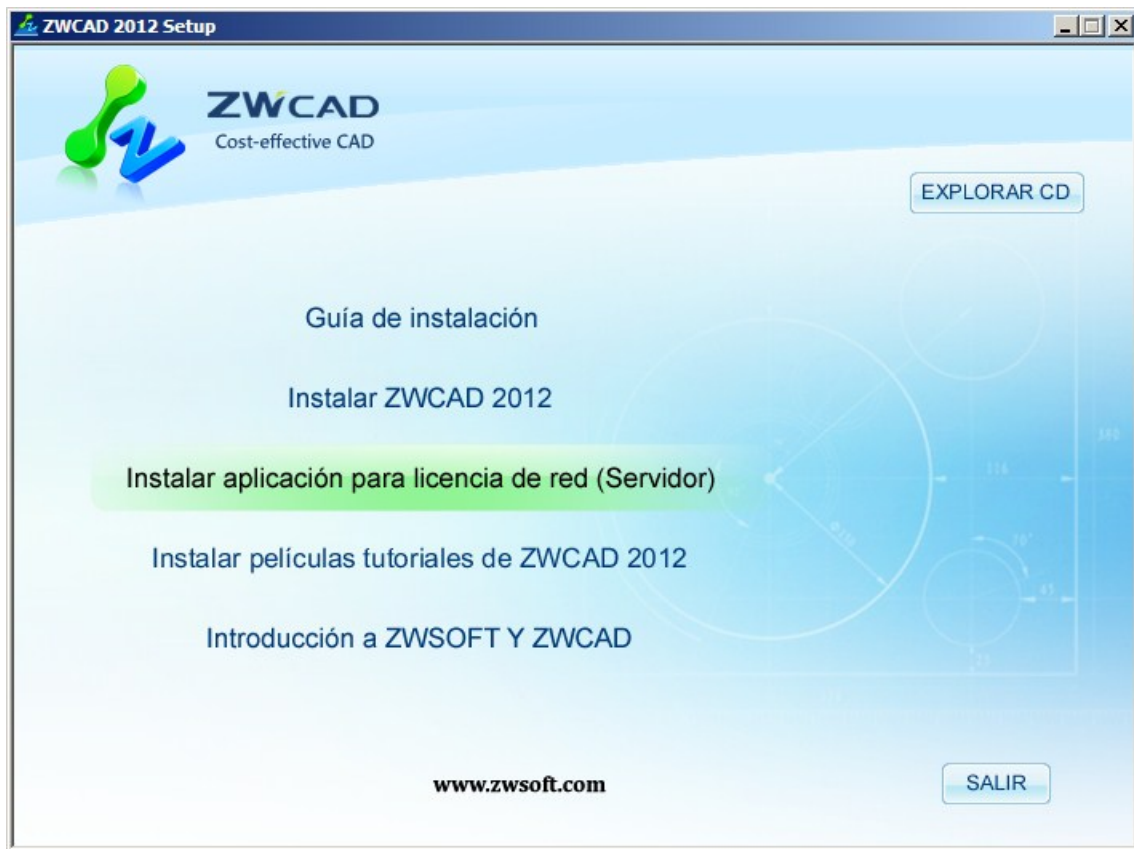 ZWCAD 2012 Setup
ZWCAD
Cost-effective CAD
EXPLORAR CD
Guía de instalación
Instalar ZWCAD 2012
Instalar aplicación para licencia de red (Servidor)
Instalar películas tutoriales de ZWCAD 2012
Introducción a ZWSOFT Y ZWCAD
116
www.zwsoft.com
SALIR